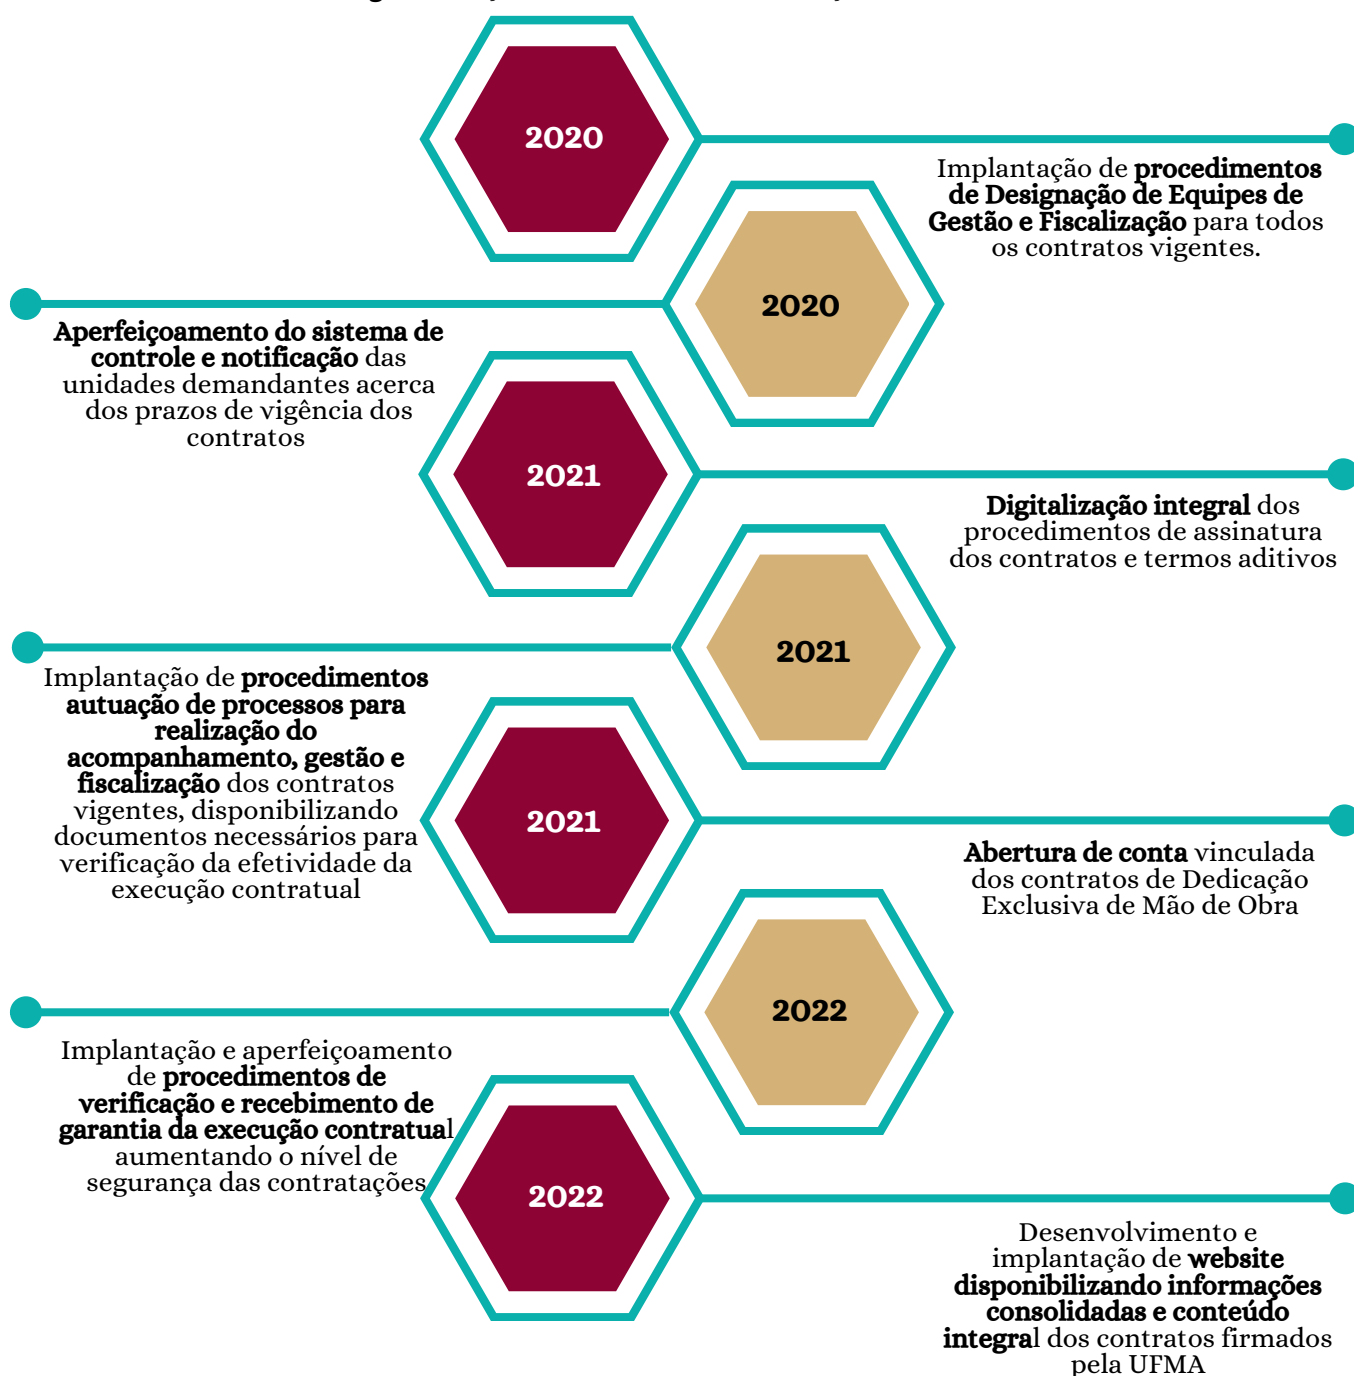 2020
Implantação de procedimentos
de Designação de Equipes de
Gestão e Fiscalização para todos
os contratos vigentes.
2020
Aperfeiçoamento do sistema de
controle e notificação das
unidades demandantes acerca
dos prazos de vigência dos
contratos
2021
Digitalização integral dos
procedimentos de assinatura
dos contratos e termos aditivos
2021
Implantação de procedimentos
autuação de processos para
realização do
acompanhamento, gestão e
fiscalização dos contratos
vigentes, disponibilizando
documentos necessários para
verificação da efetividade da
execução contratual
2021
Abertura de conta vinculada
dos contratos de Dedicação
Exclusiva de Mão de Obra
2022
Implantação e aperfeiçoamento
de procedimentos de
verificação e recebimento de
garantia da execução contratual
aumentando o nível de
segurança das contratações
2022
Desenvolvimento e
implantação de website
disponibilizando informações
consolidadas e conteúdo
integral dos contratos firmados
pela UFMA